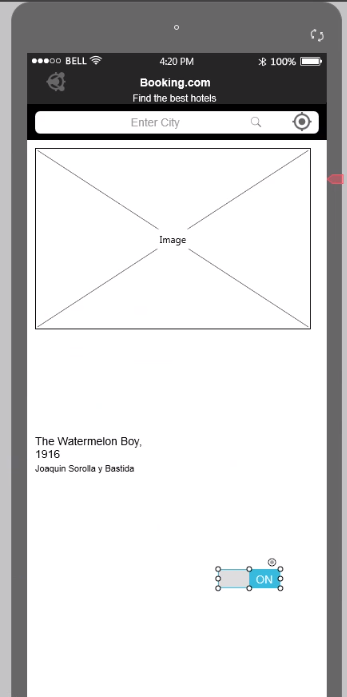 BELL 4:20 PM 100%
Booking.com
Find the best hotels
Enter City
Image
The Watermelon Boy,
1916
Joaquin Sorolla y Bastida
ON